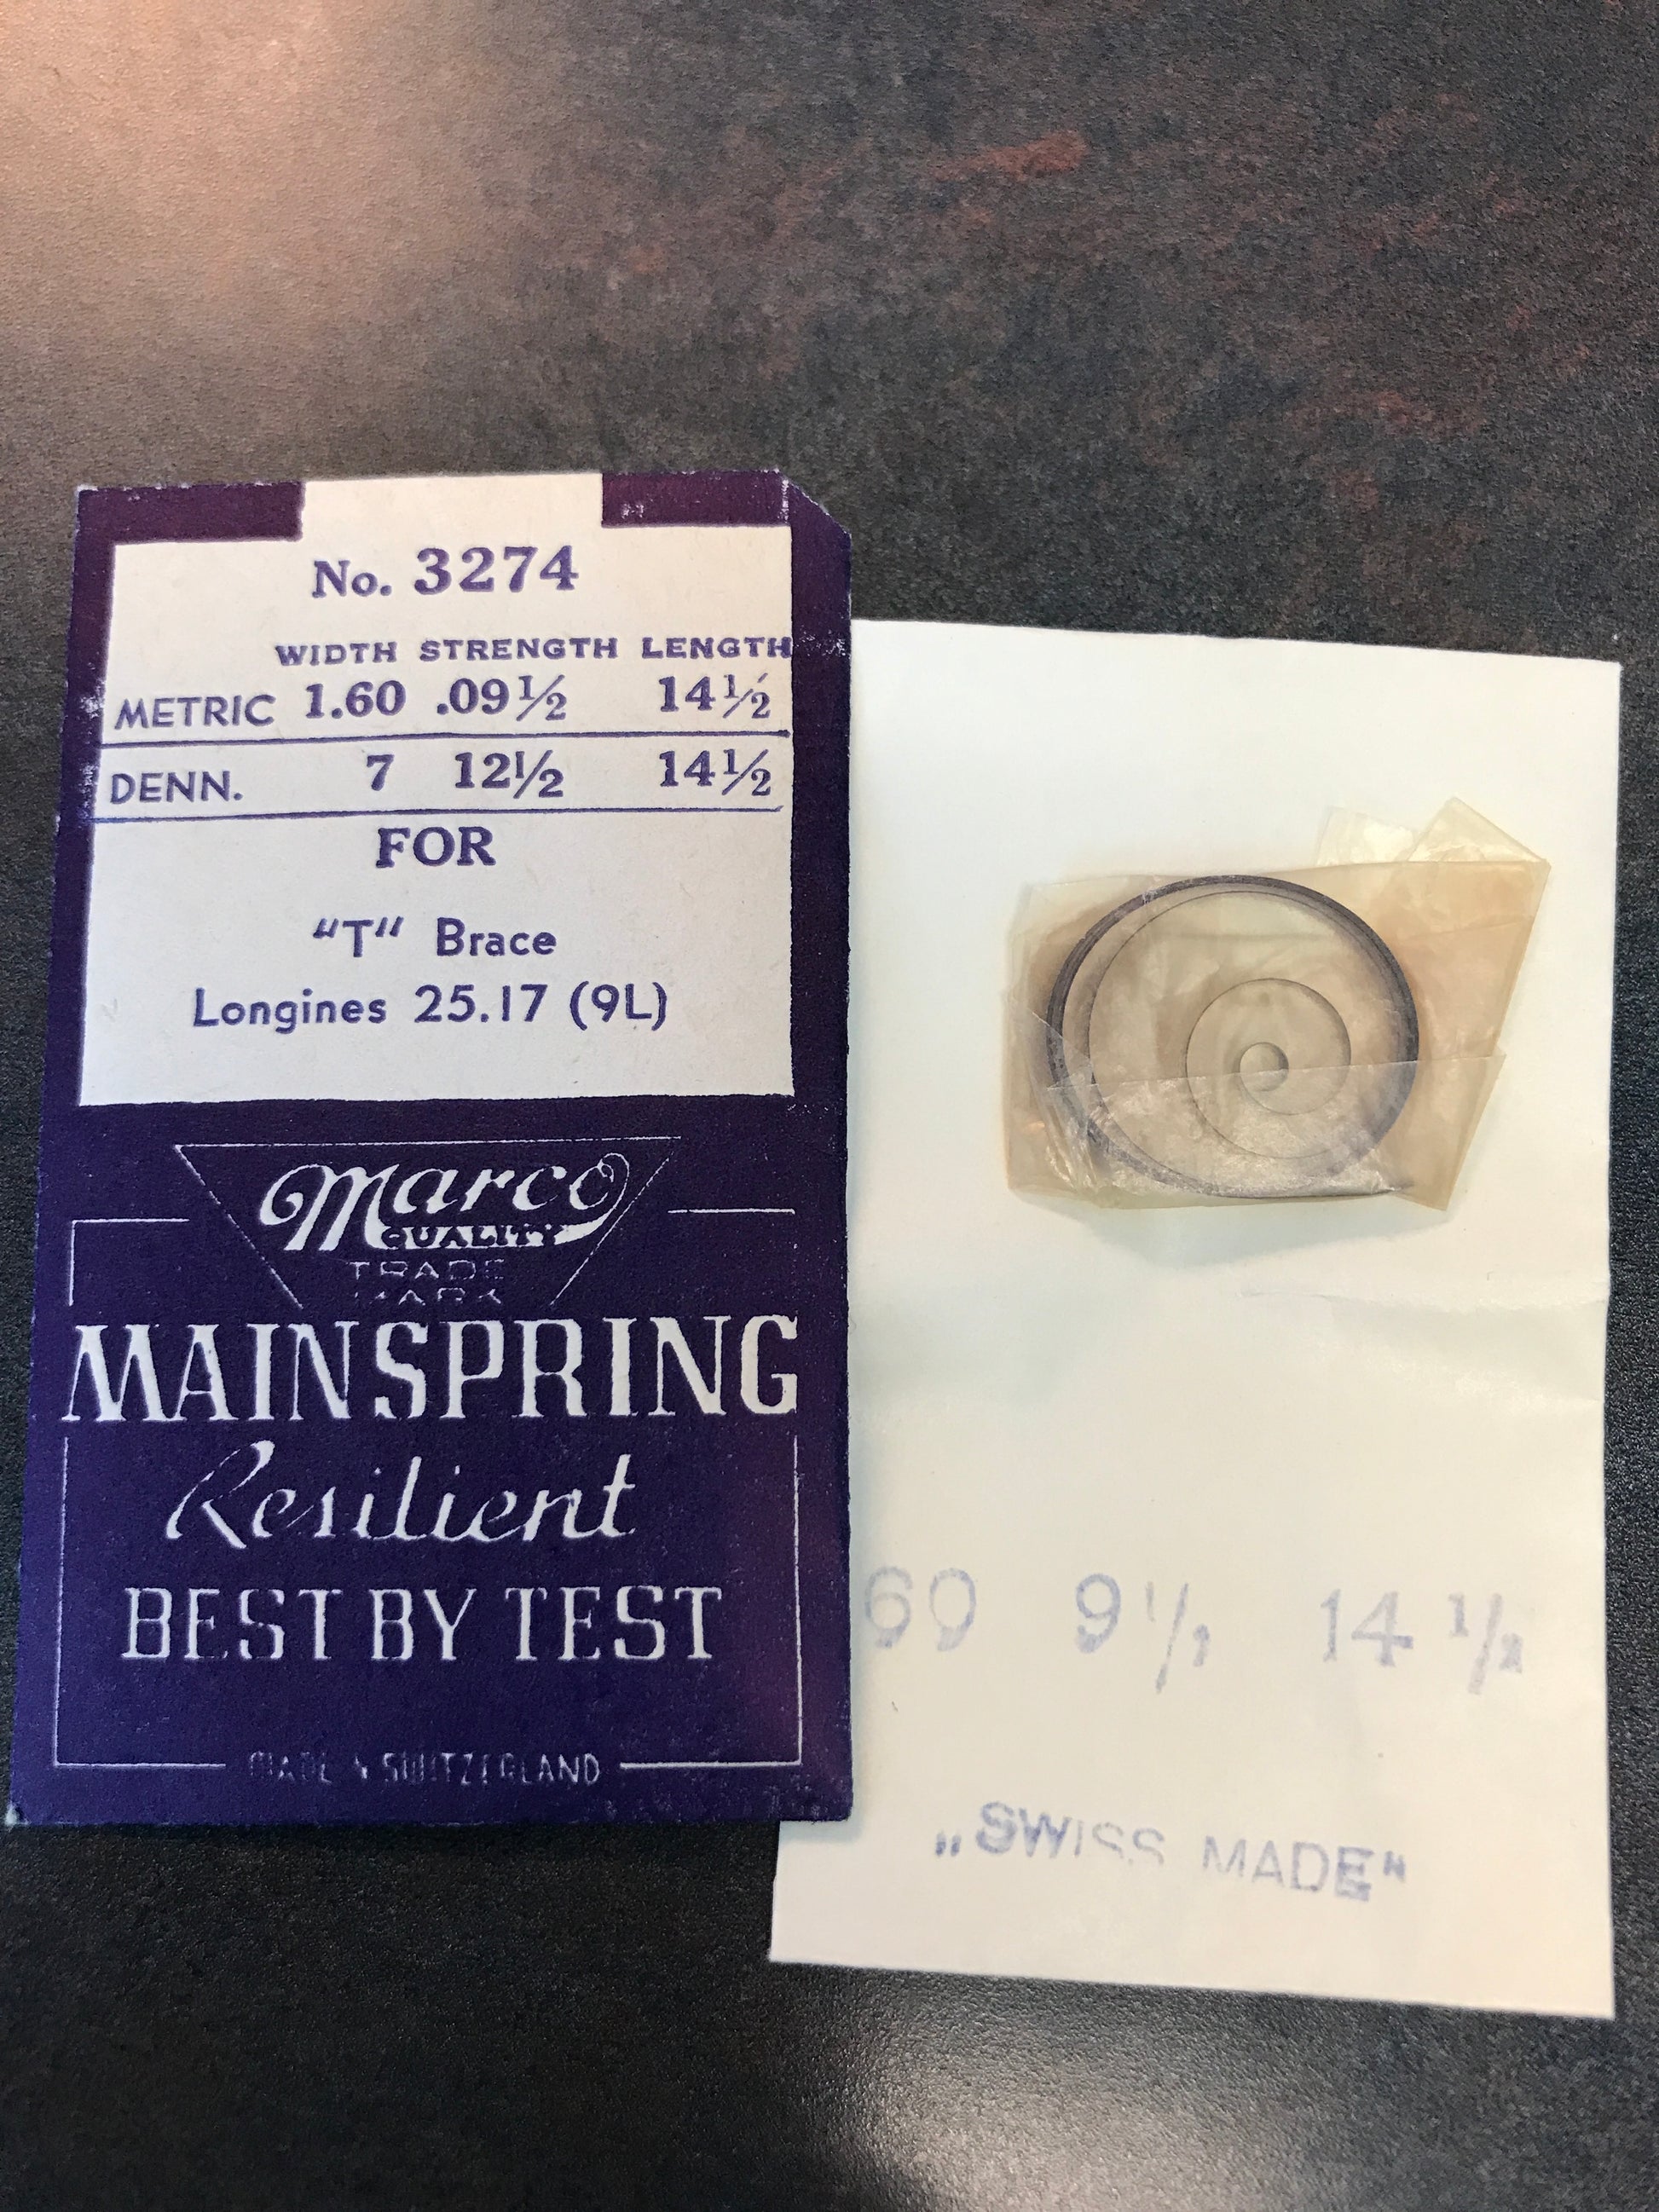 No. 3274
WIDTH STRENGTH LENGTH
METRIC 1.60 .09½ 14½
DENN. 7 12½ 14½
FOR
"T" Brace
Longines 25.17 (9L)
Marco
QUALITY
TRADE
MARK
MAINSPRING
Resilient
BEST BY TEST
MADE SWITZERLAND
60 9½ 14½
„SWISS MADE"